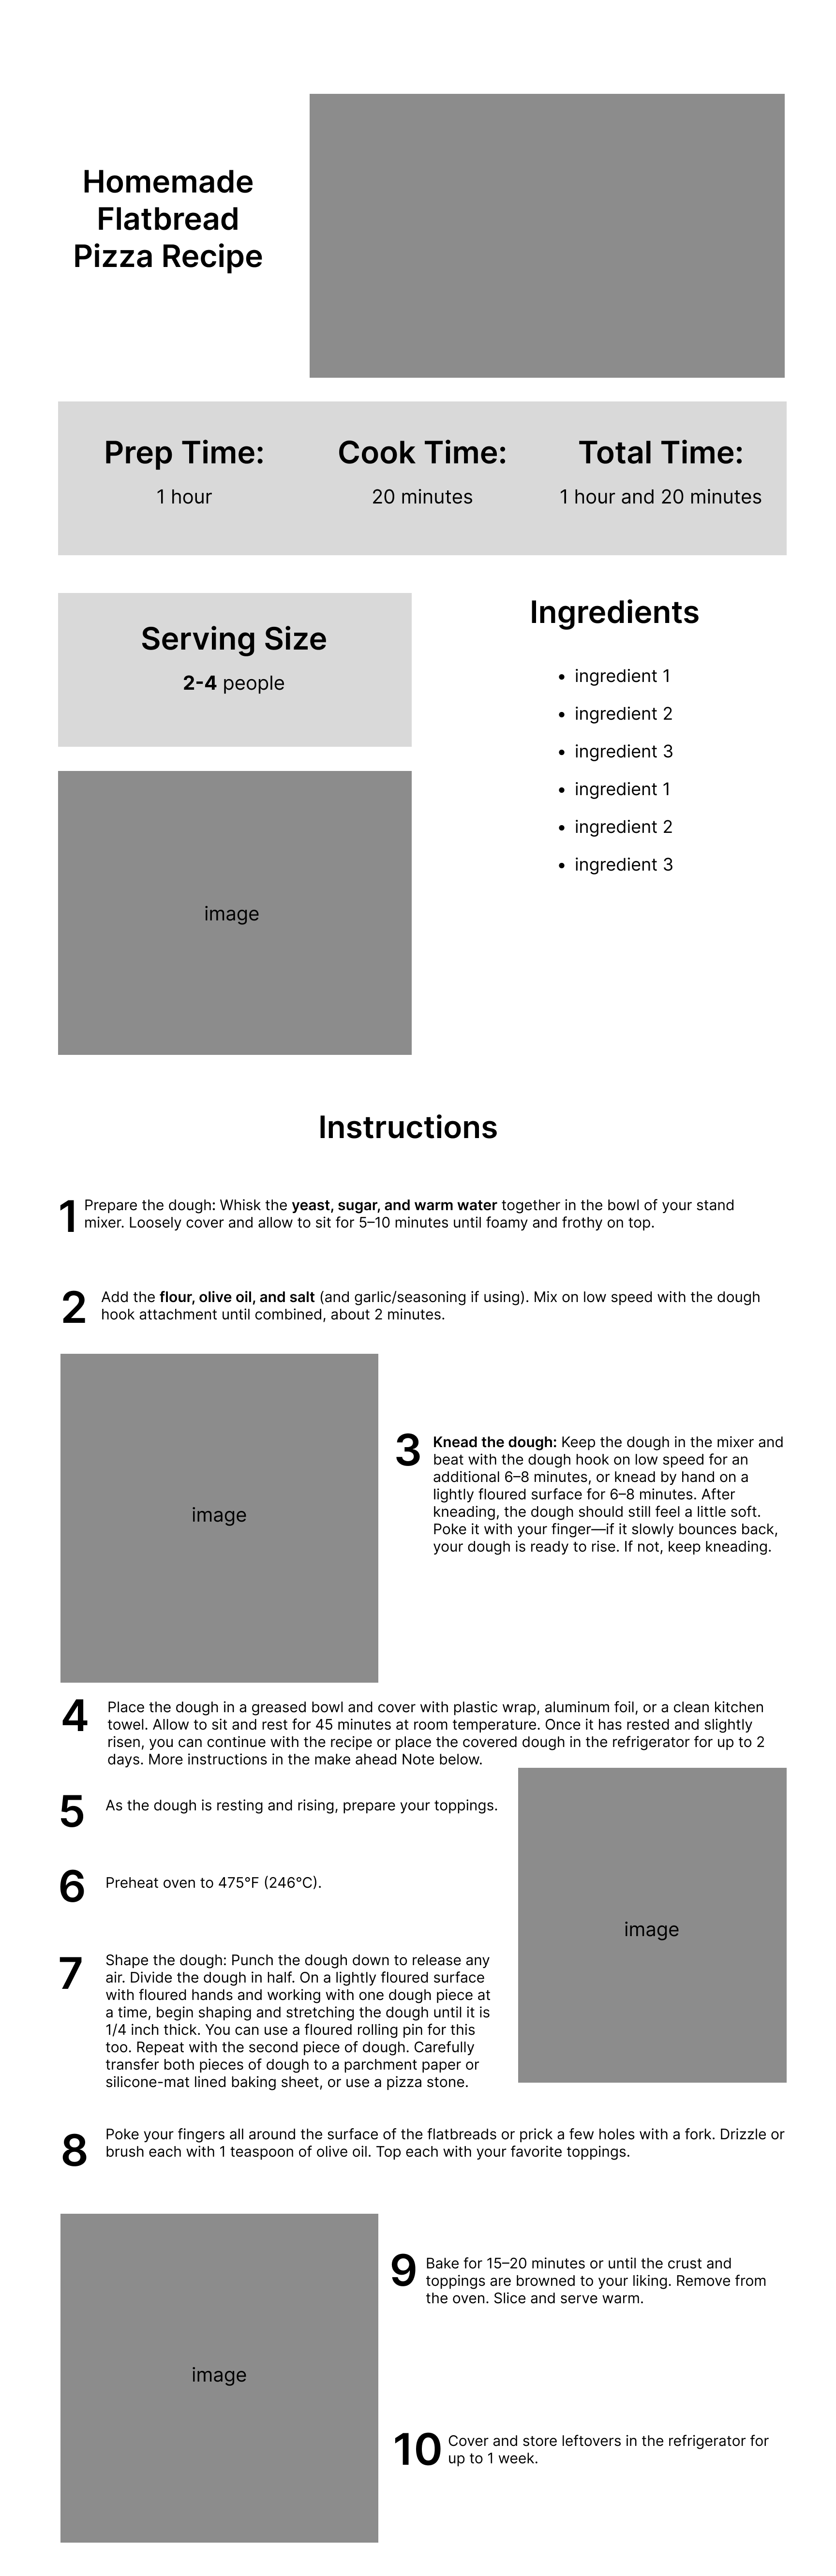 Homemade
Flatbread
Pizza Recipe
Prep Time:
1 hour
Cook Time:
20 minutes
Total Time:
1 hour and 20 minutes
Serving Size
2-4 people
image
Ingredients
• ingredient 1
• ingredient 2
• ingredient 3
• ingredient 1
• ingredient 2
• ingredient 3
Instructions
1
Prepare the dough: Whisk the yeast, sugar, and warm water together in the bowl of your stand
mixer. Loosely cover and allow to sit for 5–10 minutes until foamy and frothy on top.
2
Add the flour, olive oil, and salt (and garlic/seasoning if using). Mix on low speed with the dough
hook attachment until combined, about 2 minutes.
image
3
Knead the dough: Keep the dough in the mixer and
beat with the dough hook on low speed for an
additional 6–8 minutes, or knead by hand on a
lightly floured surface for 6–8 minutes. After
kneading, the dough should still feel a little soft.
Poke it with your finger—if it slowly bounces back,
your dough is ready to rise. If not, keep kneading.
4
Place the dough in a greased bowl and cover with plastic wrap, aluminum foil, or a clean kitchen
towel. Allow to sit and rest for 45 minutes at room temperature. Once it has rested and slightly
risen, you can continue with the recipe or place the covered dough in the refrigerator for up to 2
days. More instructions in the make ahead Note below.
5
As the dough is resting and rising, prepare your toppings.
6
Preheat oven to 475°F (246°C).
image
7
Shape the dough: Punch the dough down to release any
air. Divide the dough in half. On a lightly floured surface
with floured hands and working with one dough piece at
a time, begin shaping and stretching the dough until it is
1/4 inch thick. You can use a floured rolling pin for this
too. Repeat with the second piece of dough. Carefully
transfer both pieces of dough to a parchment paper or
silicone-mat lined baking sheet, or use a pizza stone.
8
Poke your fingers all around the surface of the flatbreads or prick a few holes with a fork. Drizzle or
brush each with 1 teaspoon of olive oil. Top each with your favorite toppings.
image
9
Bake for 15–20 minutes or until the crust and
toppings are browned to your liking. Remove from
the oven. Slice and serve warm.
10
Cover and store leftovers in the refrigerator for
up to 1 week.